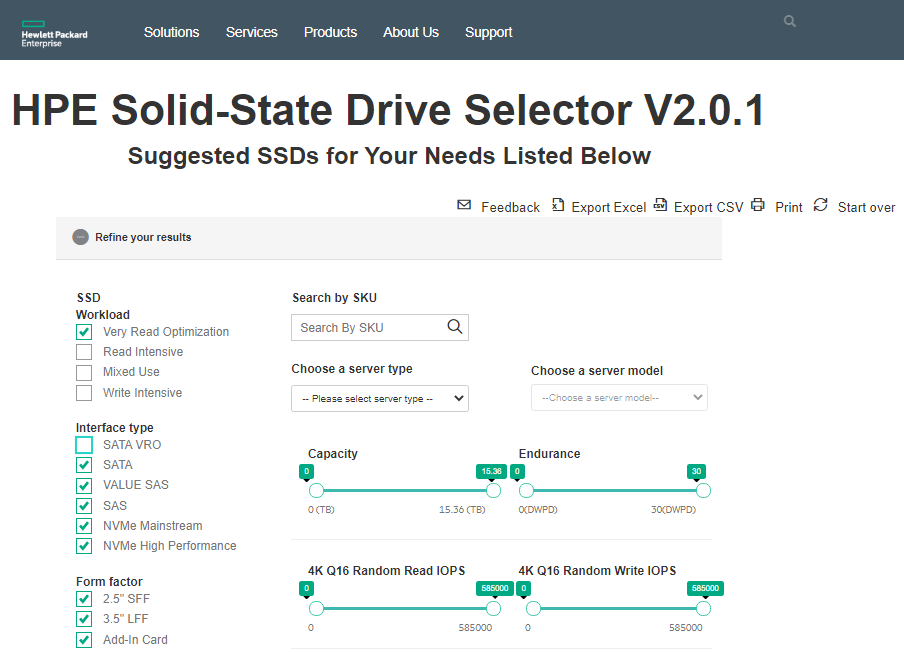 Hewlett Packard
Enterprise
Solutions Services Products About Us Support
HPE Solid-State Drive Selector V2.0.1
Suggested SSDs for Your Needs Listed Below
Feedback Export Excel Export CSV Print Start over
Refine your results
SSD
Workload
Very Read Optimization
Read Intensive
Mixed Use
Write Intensive
Interface type
SATA VRO
SATA
VALUE SAS
SAS
NVMe Mainstream
NVMe High Performance
Form factor
2.5" SFF
3.5" LFF
Add-In Card
Search by SKU
Search By SKU
Choose a server type
-- Please select server type --
Choose a server model
--Choose a server model--
Capacity
0 15.36
0 (TB) 15.36 (TB)
Endurance
0 30
0(DWPD) 30(DWPD)
4K Q16 Random Read IOPS
0 585000
0 585000
4K Q16 Random Write IOPS
0 585000
0 585000